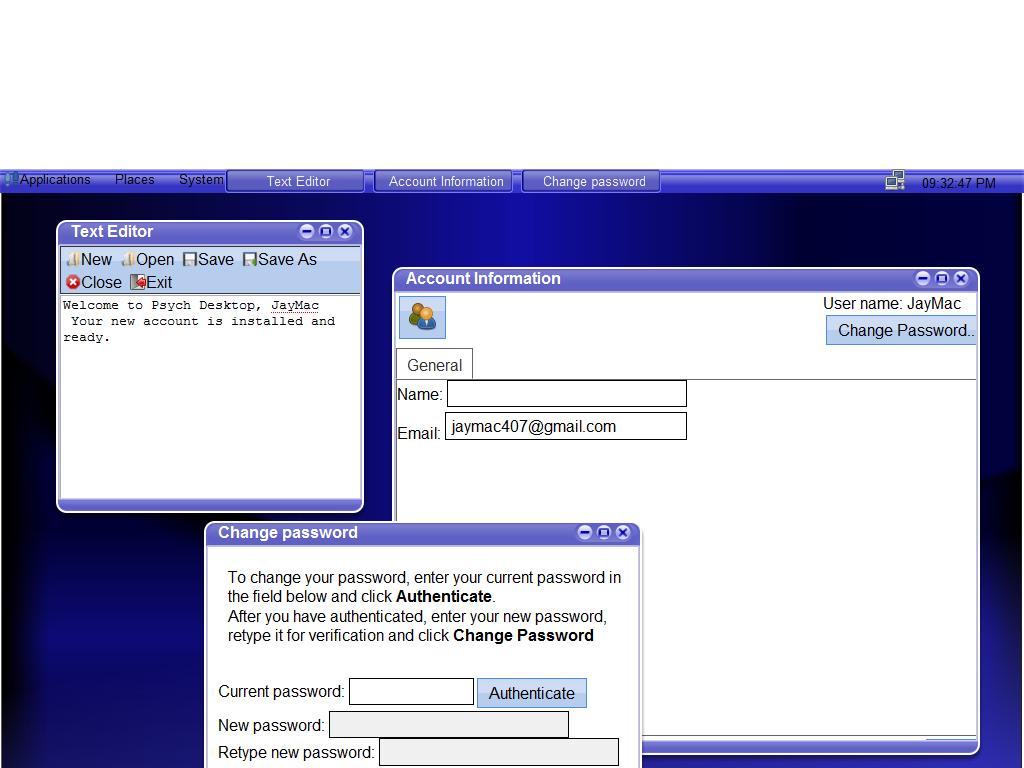 Applications Places System Text Editor Account Information Change password 09:32:47 PM
Text Editor
New Open Save Save As
Close Exit
Welcome to Psych Desktop, JayMac
Your new account is installed and
ready.
Account Information
User name: JayMac
Change Password..
General
Name:
Email: jaymac407@gmail.com
Change password
To change your password, enter your current password in
the field below and click Authenticate.
After you have authenticated, enter your new password,
retype it for verification and click Change Password
Current password: Authenticate
New password:
Retype new password: